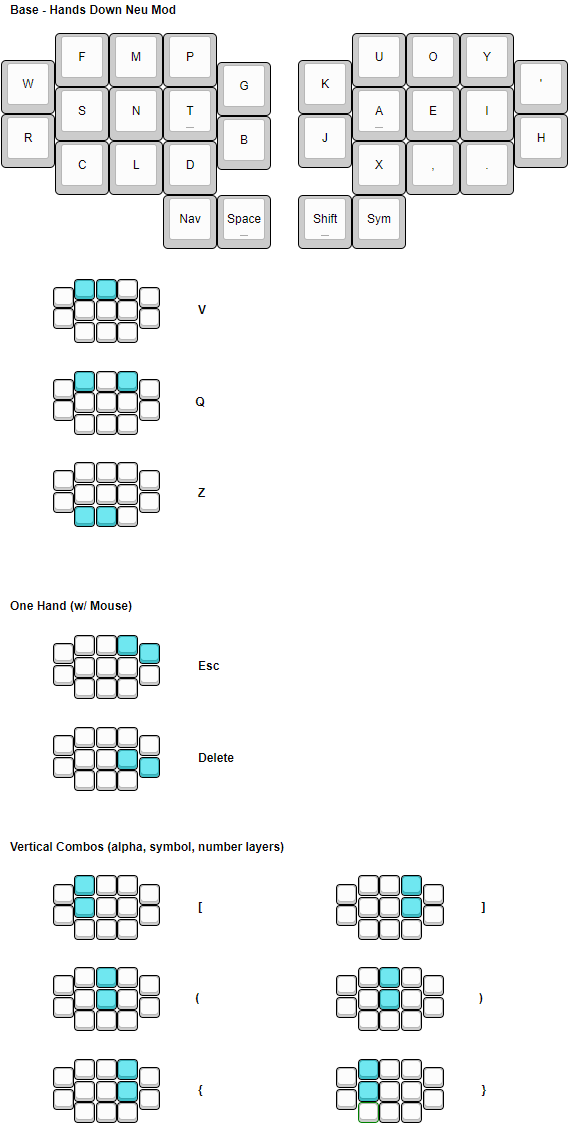 Base - Hands Down Neu Mod
F M P U O Y
W G K '
S N T A E I
R B J H
C L D X , .
Nav Space Shift Sym
V
Q
Z
One Hand (w/ Mouse)
Esc
Delete
Vertical Combos (alpha, symbol, number layers)
[ ]
( )
{ }